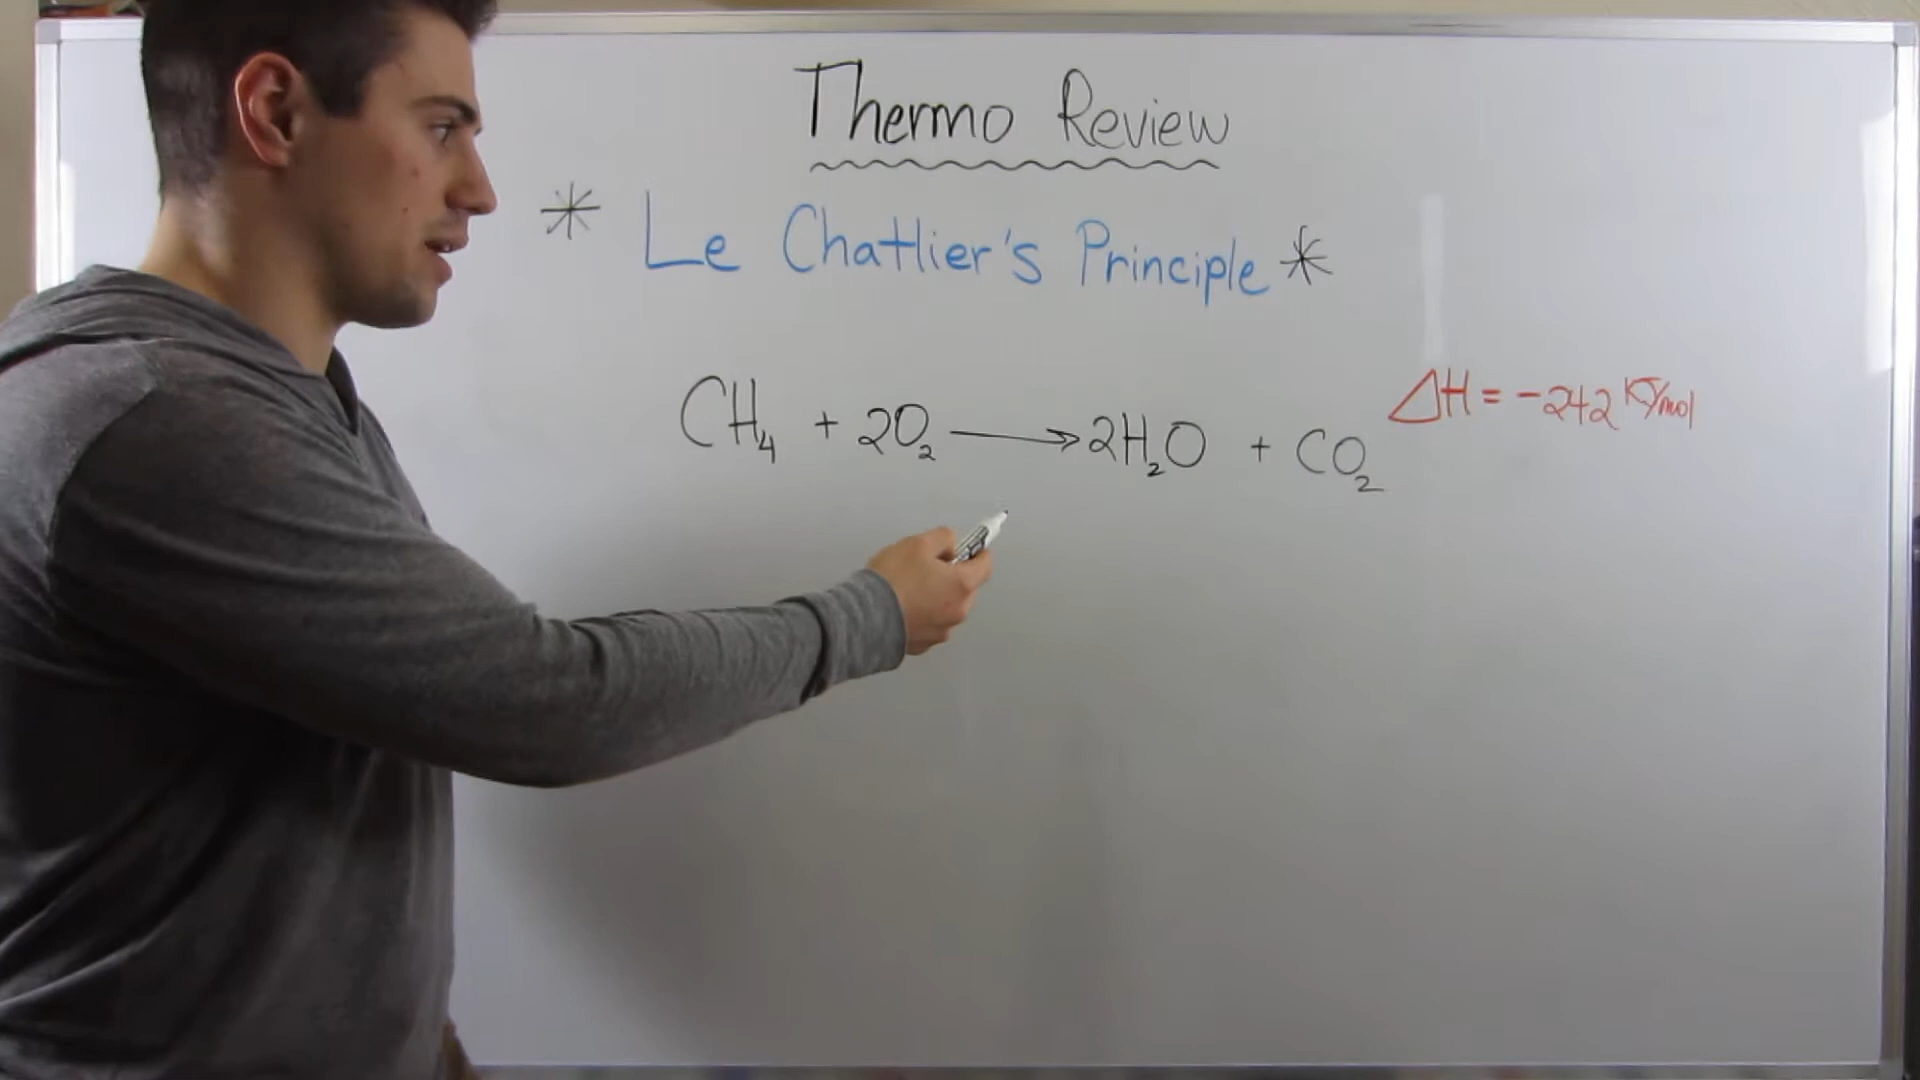 Thermo Review
* Le Chatlier's Principle *
CH₄ + 2O₂ → 2H₂O + CO₂ ΔH = -242 KJ/mol